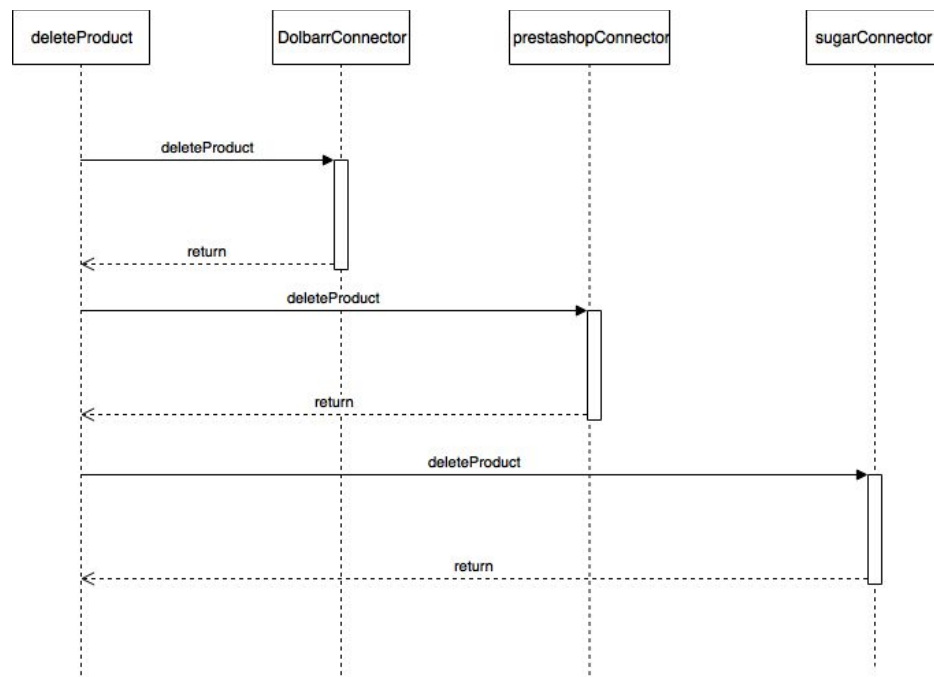 deleteProduct
DolbarrConnector
prestashopConnector
sugarConnector
deleteProduct
return
deleteProduct
return
deleteProduct
return